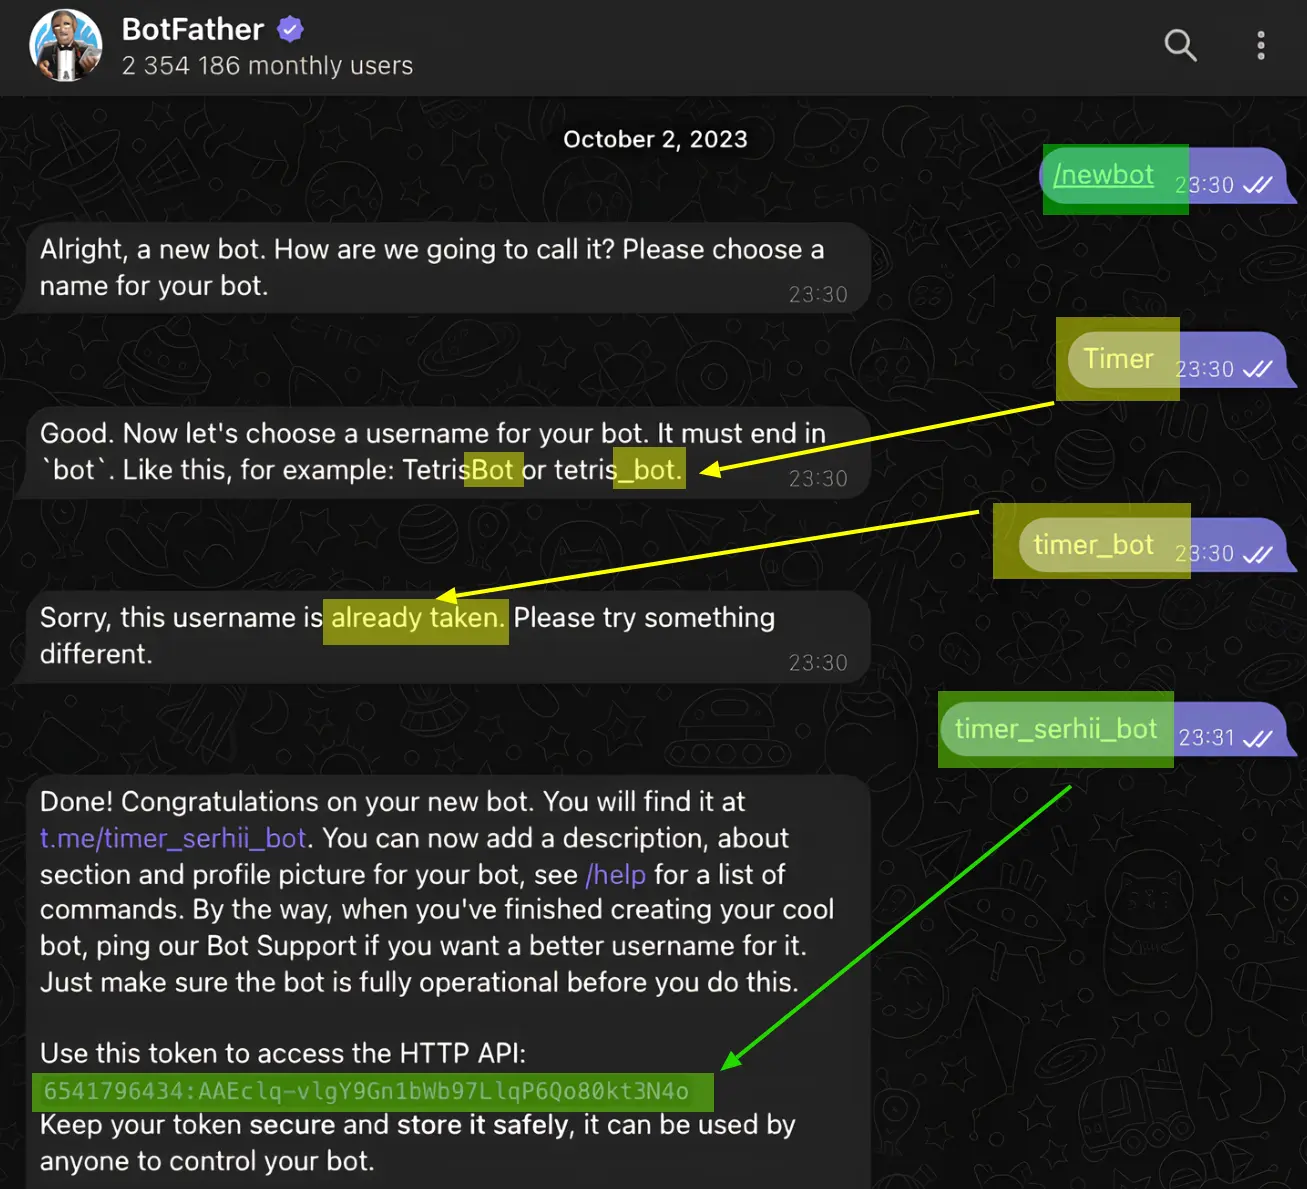 BotFather
2 354 186 monthly users
October 2, 2023
/newbot 23:30
Alright, a new bot. How are we going to call it? Please choose a
name for your bot.
23:30
Timer 23:30
Good. Now let's choose a username for your bot. It must end in
`bot`. Like this, for example: TetrisBot or tetris_bot.
23:30
timer_bot 23:30
Sorry, this username is already taken. Please try something
different.
23:30
timer_serhii_bot 23:31
Done! Congratulations on your new bot. You will find it at
t.me/timer_serhii_bot. You can now add a description, about
section and profile picture for your bot, see /help for a list of
commands. By the way, when you've finished creating your cool
bot, ping our Bot Support if you want a better username for it.
Just make sure the bot is fully operational before you do this.
Use this token to access the HTTP API:
6541796434:AAEclq-vlgY9Gn1bWb97LlqP6Qo80kt3N4o
Keep your token secure and store it safely, it can be used by
anyone to control your bot.